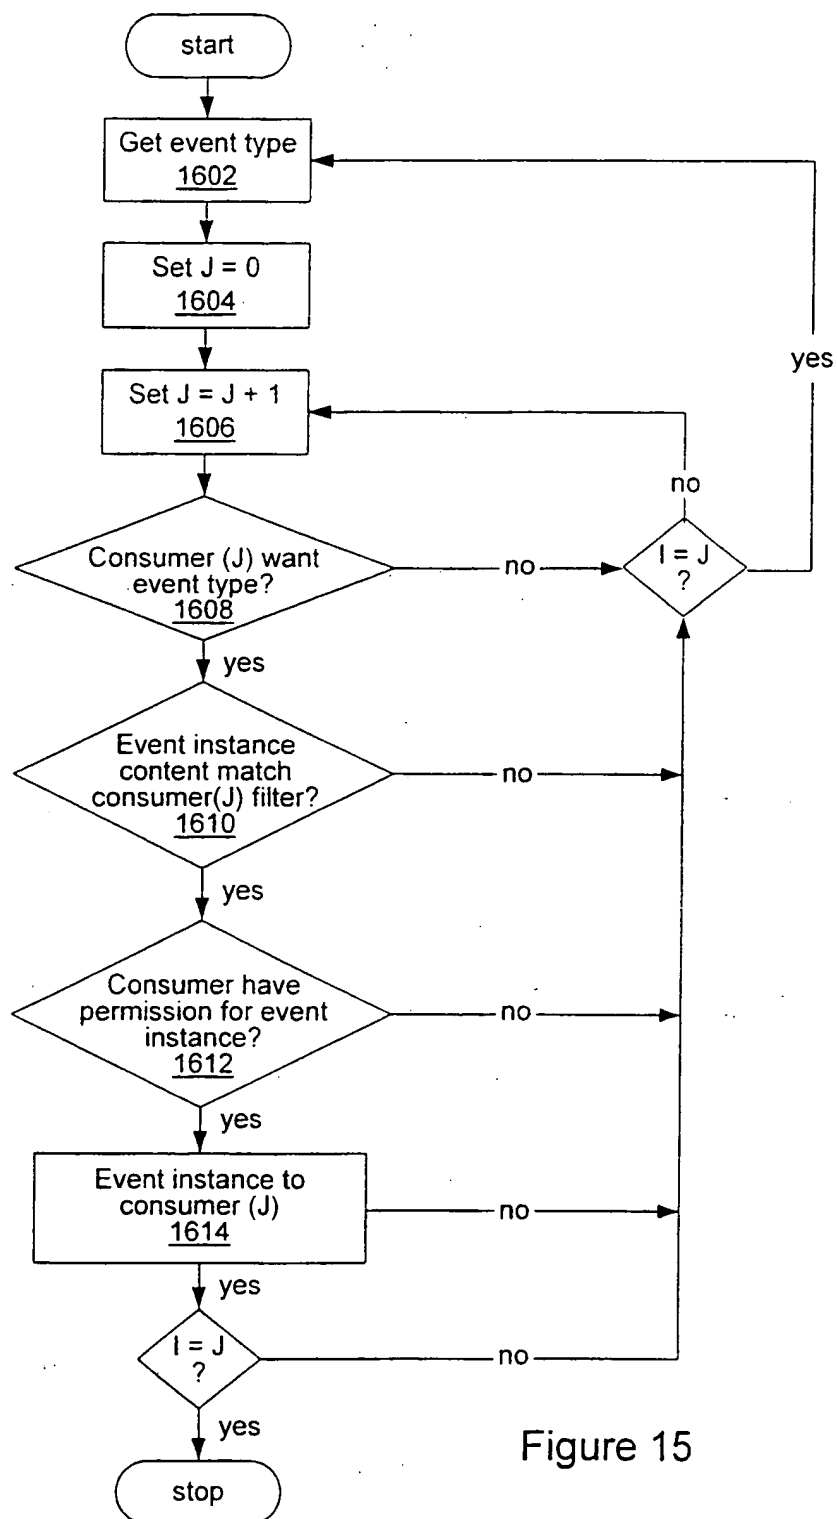 start
Get event type
1602
Set J = 0
1604
yes
Set J = J + 1
1606
no
Consumer (J) want
event type?
1608
no
I = J
?
yes
Event instance
content match
consumer(J) filter?
1610
no
yes
Consumer have
permission for event
instance?
1612
no
yes
Event instance to
consumer (J)
1614
no
yes
I = J
?
no
yes
Figure 15
stop